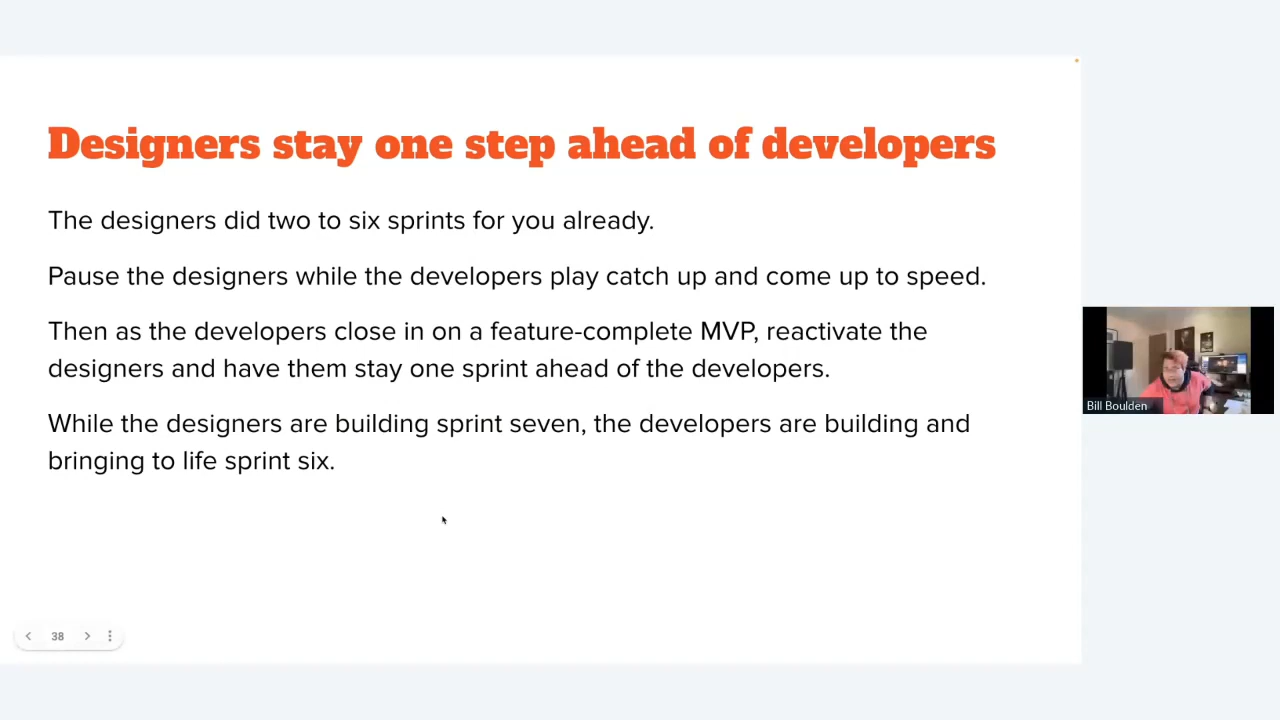 Designers stay one step ahead of developers
The designers did two to six sprints for you already.
Pause the designers while the developers play catch up and come up to speed.
Then as the developers close in on a feature-complete MVP, reactivate the
designers and have them stay one sprint ahead of the developers.
While the designers are building sprint seven, the developers are building and
bringing to life sprint six.
Bill Boulden
38